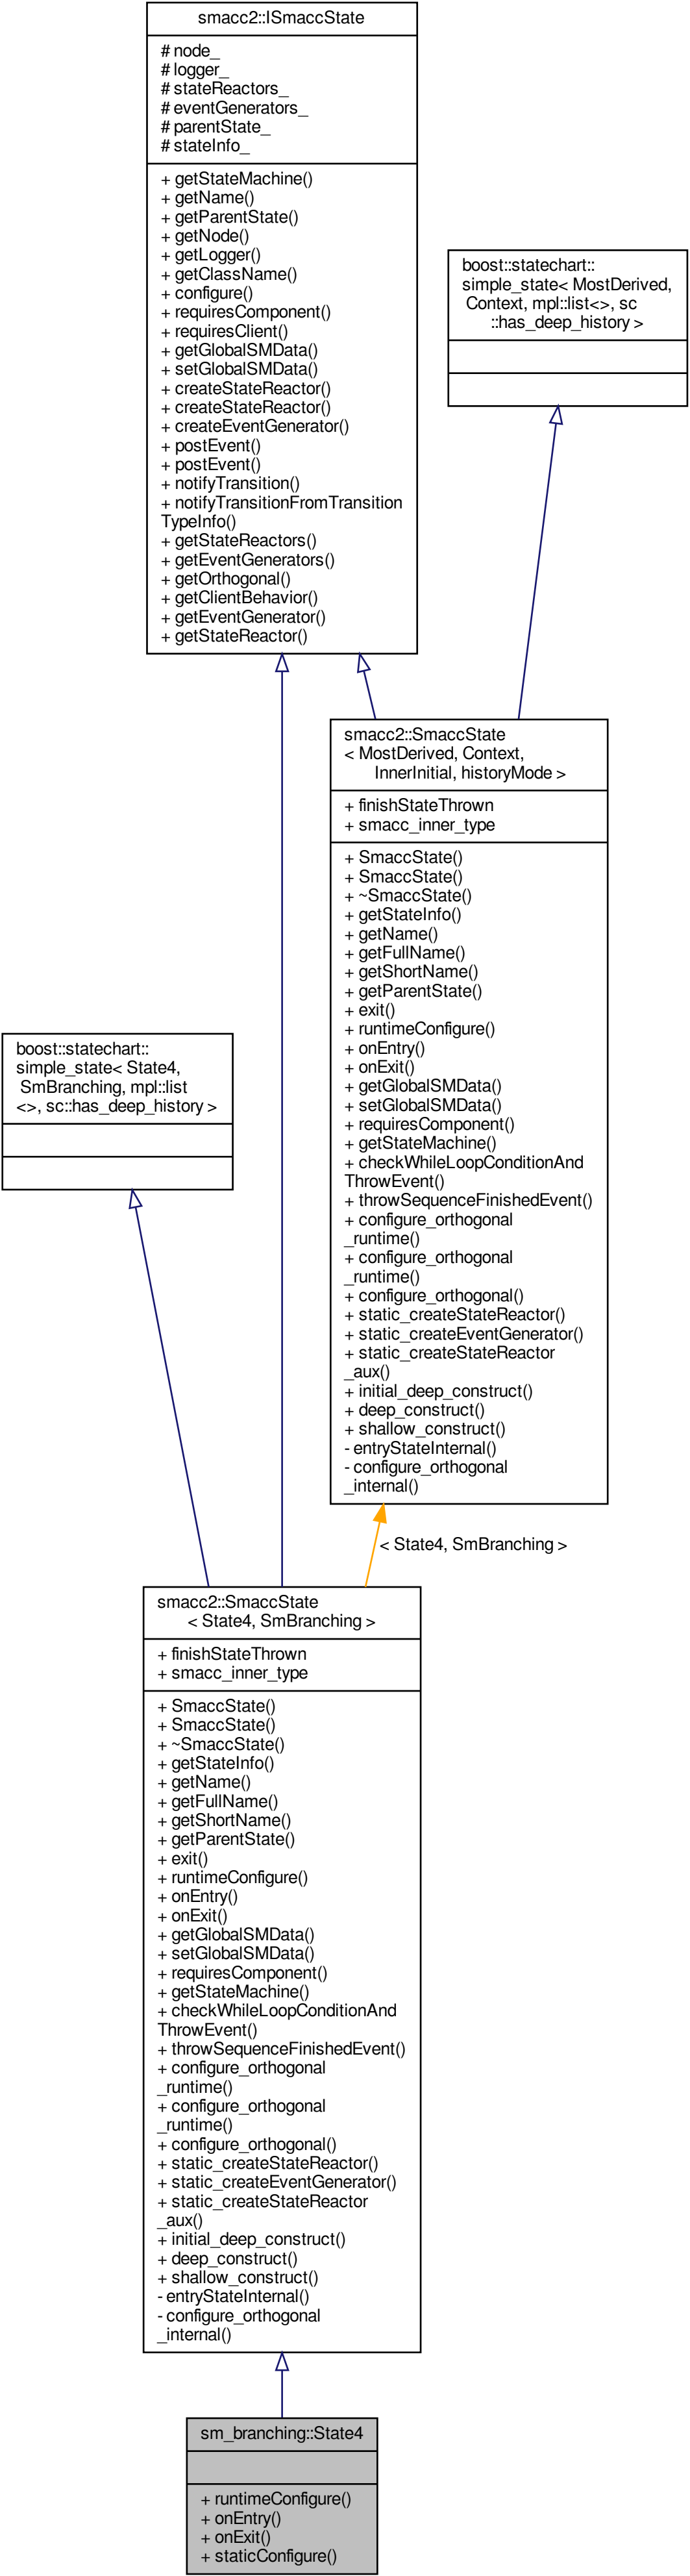 smacc2::ISmaccState
# node_
# logger_
# stateReactors_
# eventGenerators_
# parentState_
# stateInfo_
+ getStateMachine()
+ getName()
+ getParentState()
+ getNode()
+ getLogger()
+ getClassName()
+ configure()
+ requiresComponent()
+ requiresClient()
+ getGlobalSMData()
+ setGlobalSMData()
+ createStateReactor()
+ createStateReactor()
+ createEventGenerator()
+ postEvent()
+ postEvent()
+ notifyTransition()
+ notifyTransitionFromTransition
TypeInfo()
+ getStateReactors()
+ getEventGenerators()
+ getOrthogonal()
+ getClientBehavior()
+ getEventGenerator()
+ getStateReactor()
boost::statechart::
simple_state< MostDerived,
Context, mpl::list<>, sc
::has_deep_history >
smacc2::SmaccState
< MostDerived, Context,
InnerInitial, historyMode >
+ finishStateThrown
+ smacc_inner_type
+ SmaccState()
+ SmaccState()
+ ~SmaccState()
+ getStateInfo()
+ getName()
+ getFullName()
+ getShortName()
+ getParentState()
+ exit()
+ runtimeConfigure()
+ onEntry()
+ onExit()
+ getGlobalSMData()
+ setGlobalSMData()
+ requiresComponent()
+ getStateMachine()
+ checkWhileLoopConditionAnd
ThrowEvent()
+ throwSequenceFinishedEvent()
+ configure_orthogonal
_runtime()
+ configure_orthogonal
_runtime()
+ configure_orthogonal()
+ static_createStateReactor()
+ static_createEventGenerator()
+ static_createStateReactor
_aux()
+ initial_deep_construct()
+ deep_construct()
+ shallow_construct()
- entryStateInternal()
- configure_orthogonal
_internal()
boost::statechart::
simple_state< State4,
SmBranching, mpl::list
<>, sc::has_deep_history >
< State4, SmBranching >
smacc2::SmaccState
< State4, SmBranching >
+ finishStateThrown
+ smacc_inner_type
+ SmaccState()
+ SmaccState()
+ ~SmaccState()
+ getStateInfo()
+ getName()
+ getFullName()
+ getShortName()
+ getParentState()
+ exit()
+ runtimeConfigure()
+ onEntry()
+ onExit()
+ getGlobalSMData()
+ setGlobalSMData()
+ requiresComponent()
+ getStateMachine()
+ checkWhileLoopConditionAnd
ThrowEvent()
+ throwSequenceFinishedEvent()
+ configure_orthogonal
_runtime()
+ configure_orthogonal
_runtime()
+ configure_orthogonal()
+ static_createStateReactor()
+ static_createEventGenerator()
+ static_createStateReactor
_aux()
+ initial_deep_construct()
+ deep_construct()
+ shallow_construct()
- entryStateInternal()
- configure_orthogonal
_internal()
sm_branching::State4
+ runtimeConfigure()
+ onEntry()
+ onExit()
+ staticConfigure()